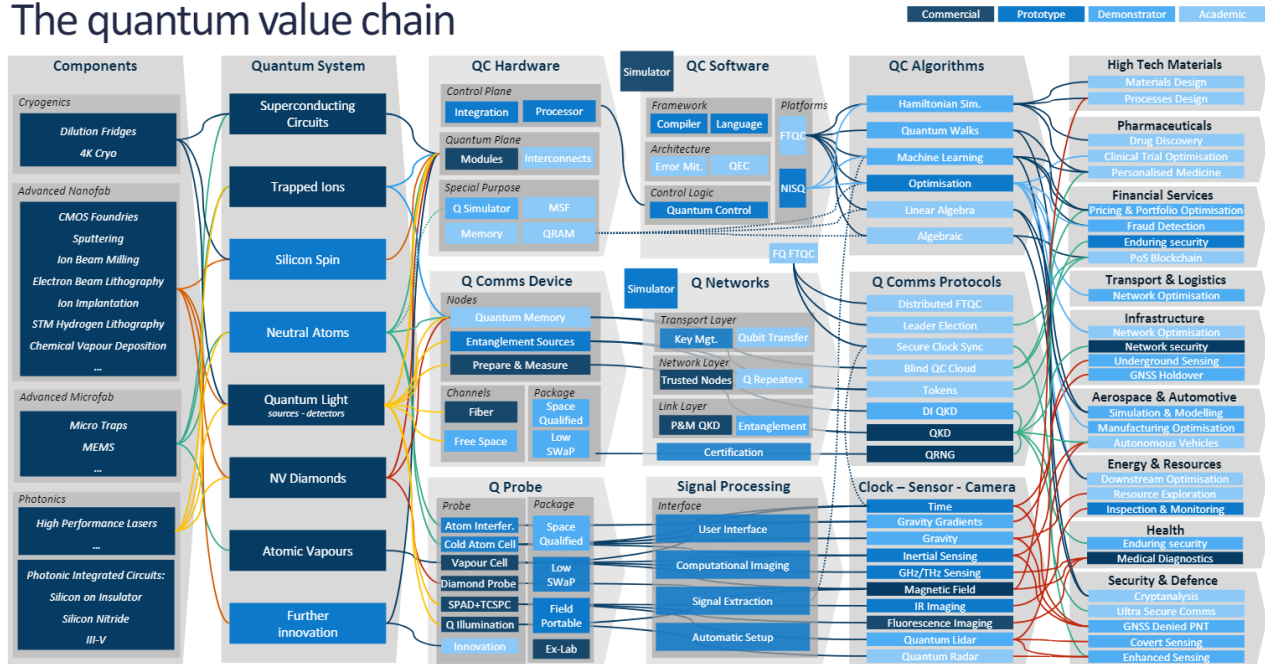 The quantum value chain
Commercial
Prototype
Demonstrator
Academic
Components
Cryogenics
Dilution Fridges
4K Cryo
Advanced Nanofab
CMOS Foundries
Sputtering
Ion Beam Milling
Electron Beam Lithography
Ion Implantation
STM Hydrogen Lithography
Chemical Vapour Deposition
...
Advanced Microfab
Micro Traps
MEMS
...
Photonics
High Performance Lasers
...
Photonic Integrated Circuits:
Silicon on Insulator
Silicon Nitride
III-V
Quantum System
Superconducting
Circuits
Trapped Ions
Silicon Spin
Neutral Atoms
Quantum Light
sources - detectors
NV Diamonds
Atomic Vapours
Further
innovation
QC Hardware
Control Plane
Integration
Processor
Quantum Plane
Modules
Interconnects
Special Purpose
Q Simulator
MSF
Memory
QRAM
Simulator
QC Software
Framework
Compiler
Language
Architecture
Error Mit.
QEC
Control Logic
Quantum Control
Platforms
FTQC
NISQ
FQ FTQC
QC Algorithms
Hamiltonian Sim.
Quantum Walks
Machine Learning
Optimisation
Linear Algebra
Algebraic
Q Comms Device
Nodes
Quantum Memory
Entanglement Sources
Prepare & Measure
Channels
Fiber
Free Space
Package
Space
Qualified
Low
SWaP
Simulator
Q Networks
Transport Layer
Key Mgt.
Qubit Transfer
Network Layer
Trusted Nodes
Q Repeaters
Link Layer
P&M QKD
Entanglement
Certification
Q Comms Protocols
Distributed FTQC
Leader Election
Secure Clock Sync
Blind QC Cloud
Tokens
DI QKD
QKD
QRNG
Q Probe
Probe
Atom Interfer.
Cold Atom Cell
Vapour Cell
Diamond Probe
SPAD+TCSPC
Q Illumination
Innovation
Package
Space
Qualified
Low
SWaP
Field
Portable
Ex-Lab
Signal Processing
Interface
User Interface
Computational Imaging
Signal Extraction
Automatic Setup
Clock – Sensor - Camera
Time
Gravity Gradients
Gravity
Inertial Sensing
GHz/THz Sensing
Magnetic Field
IR Imaging
Fluorescence Imaging
Quantum Lidar
Quantum Radar
High Tech Materials
Materials Design
Processes Design
Pharmaceuticals
Drug Discovery
Clinical Trial Optimisation
Personalised Medicine
Financial Services
Pricing & Portfolio Optimisation
Fraud Detection
Enduring security
PoS Blockchain
Transport & Logistics
Network Optimisation
Infrastructure
Network Optimisation
Network security
Underground Sensing
GNSS Holdover
Aerospace & Automotive
Simulation & Modelling
Manufacturing Optimisation
Autonomous Vehicles
Energy & Resources
Downstream Optimisation
Resource Exploration
Inspection & Monitoring
Health
Enduring security
Medical Diagnostics
Security & Defence
Cryptanalysis
Ultra Secure Comms
GNSS Denied PNT
Covert Sensing
Enhanced Sensing